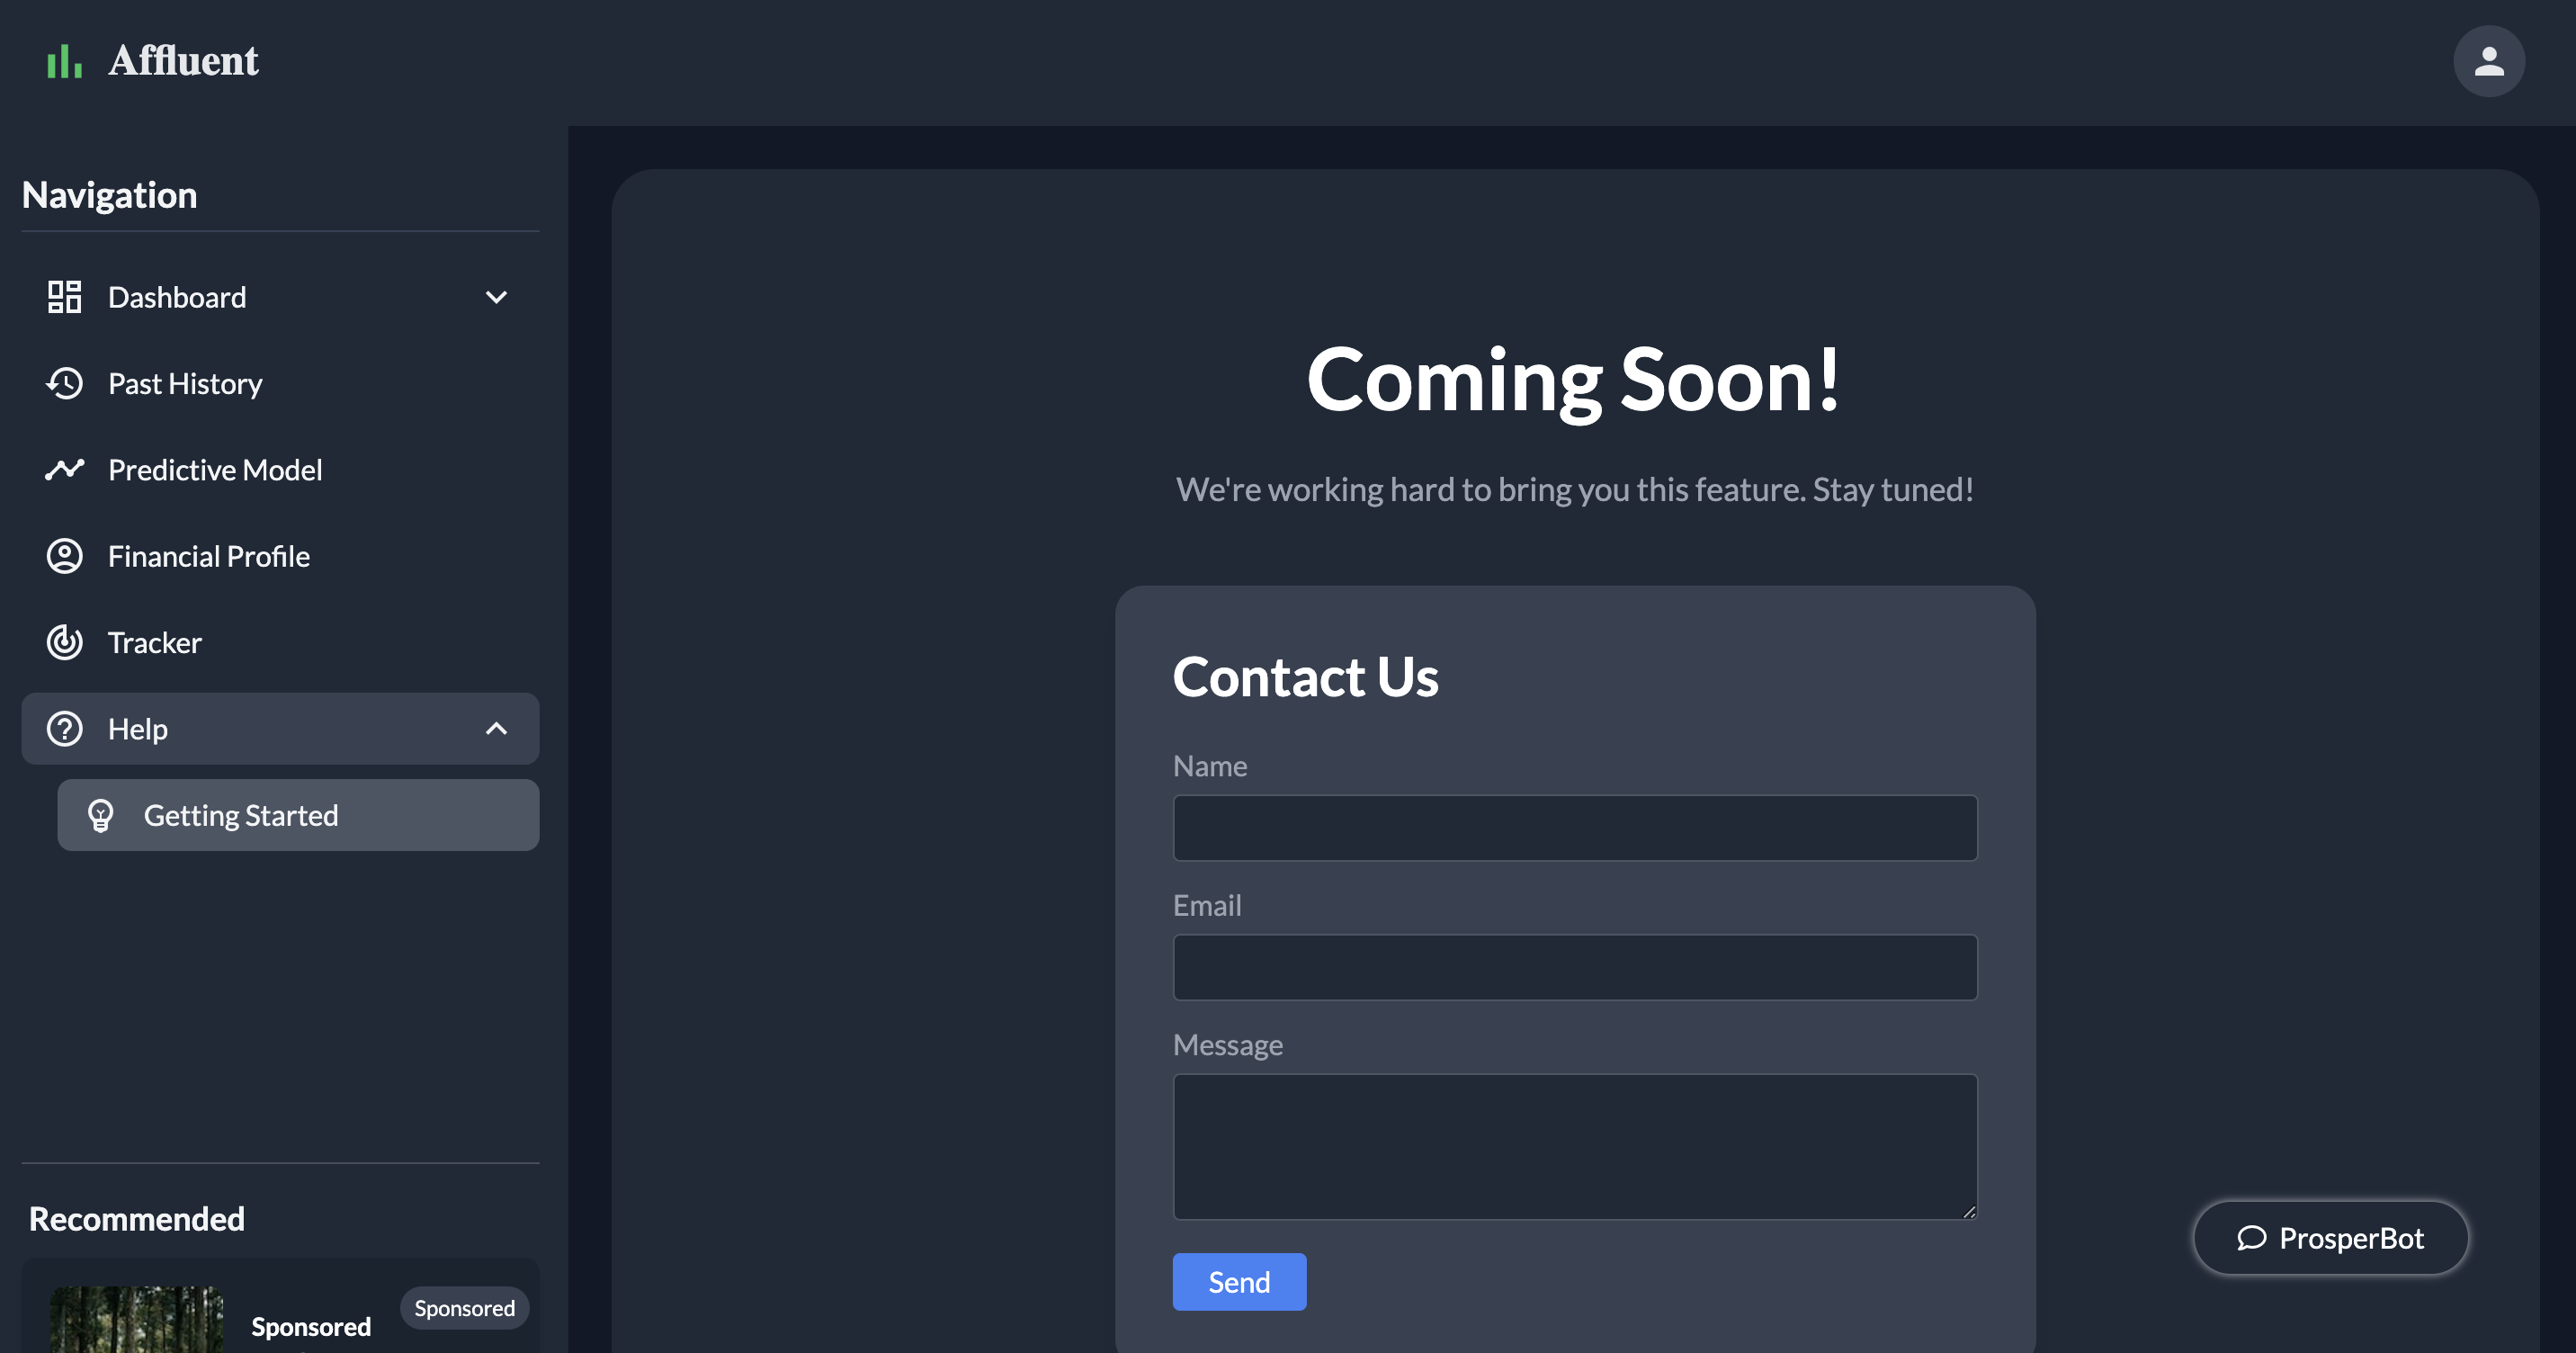 Affluent
Navigation
Dashboard
Past History
Predictive Model
Financial Profile
Tracker
Help
Getting Started
Recommended
Sponsored
Sponsored
Coming Soon!
We're working hard to bring you this feature. Stay tuned!
Contact Us
Name
Email
Message
Send
ProsperBot